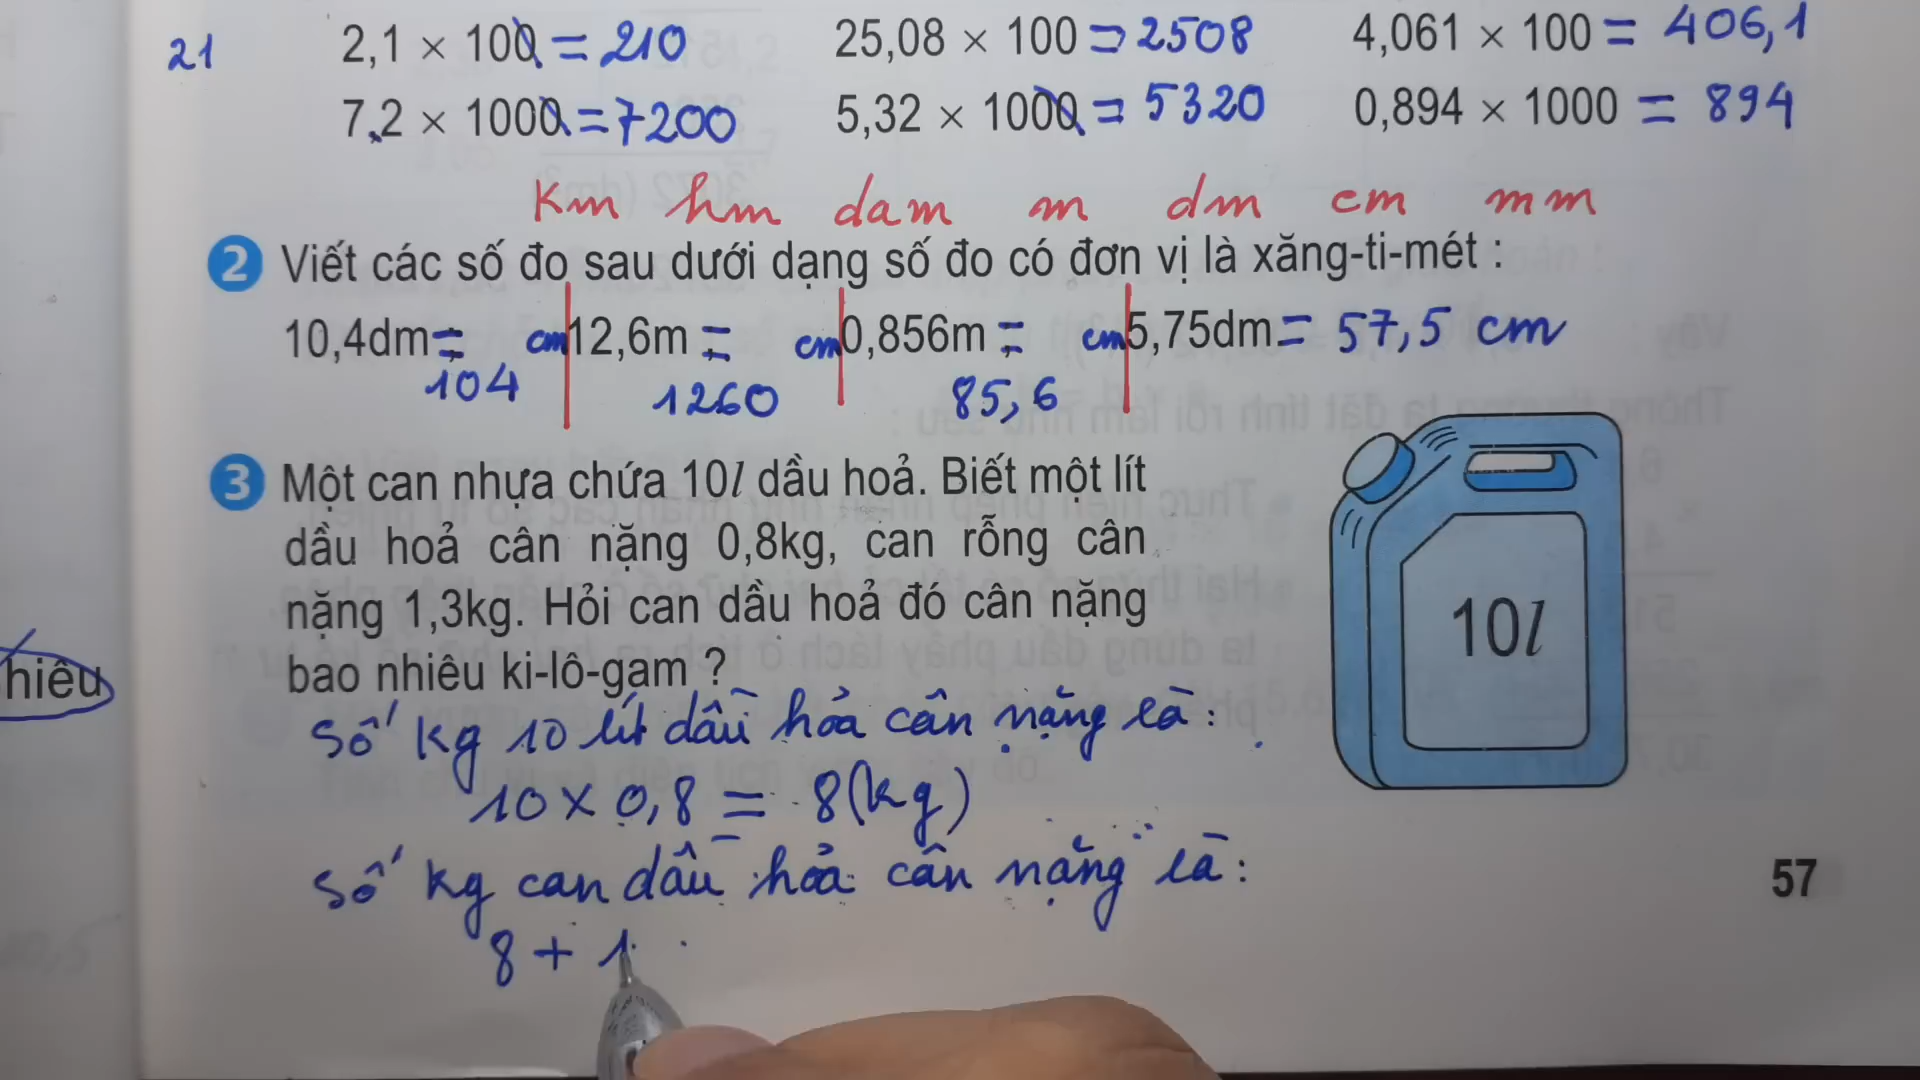 21 2,1 × 100 = 210 25,08 × 100 = 2508 4,061 × 100 = 406,1
7,2 × 1000 = 7200 5,32 × 1000 = 5320 0,894 × 1000 = 894
Km hm dam m dm cm mm
2 Viết các số đo sau dưới dạng số đo có đơn vị là xăng-ti-mét :
10,4dm ; = cm 12,6m ; = cm 0,856m ; = cm 5,75dm = 57,5 cm
104 1260 85,6
3 Một can nhựa chứa 10l dầu hoả. Biết một lít
dầu hoả cân nặng 0,8kg, can rỗng cân
nặng 1,3kg. Hỏi can dầu hoả đó cân nặng
bao nhiêu ki-lô-gam ?
10l
hiêu
Số kg 10 lít dầu hỏa cân nặng là:
10 × 0,8 = 8(kg)
Số kg can dầu hỏa cân nặng là:
8 + 1
57